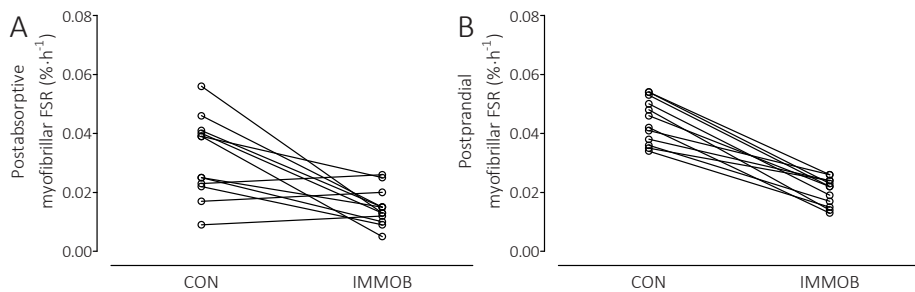 A
Postabsorptive
myofibrillar FSR (%·h⁻¹)
0.08
0.06
0.04
0.02
0.00
CON
IMMOB
B
Postprandial
myofibrillar FSR (%·h⁻¹)
0.08
0.06
0.04
0.02
0.00
CON
IMMOB